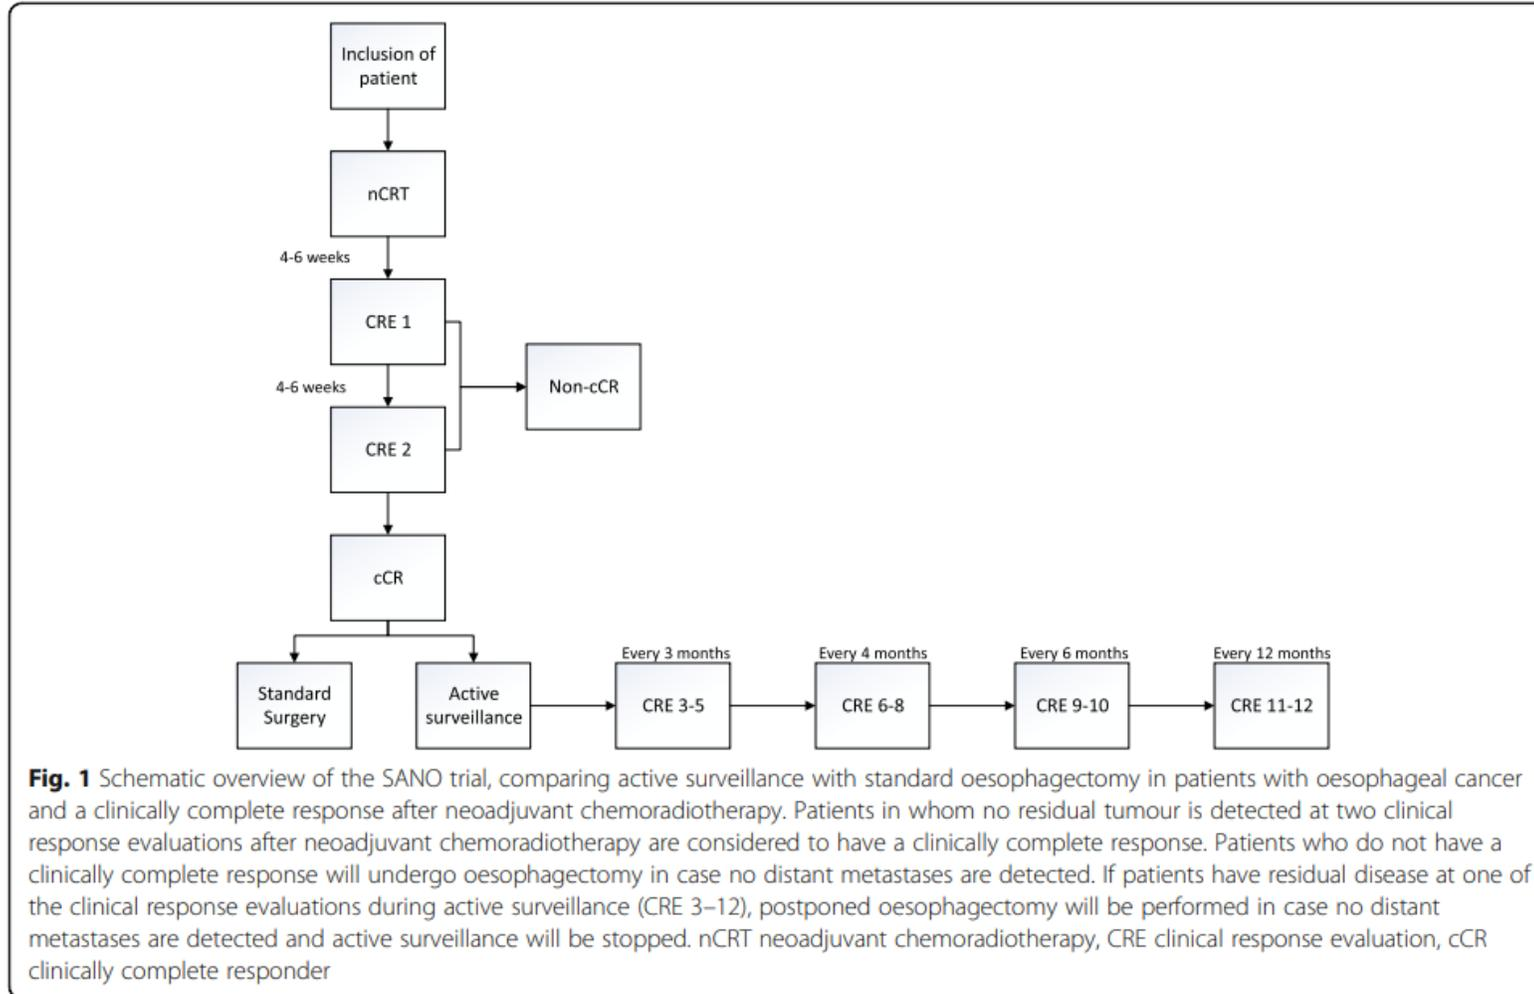 Inclusion of
patient
nCRT
4-6 weeks
CRE 1
4-6 weeks
Non-cCR
CRE 2
cCR
Every 3 months
Every 4 months
Every 6 months
Every 12 months
Standard
Surgery
Active
surveillance
CRE 3-5
CRE 6-8
CRE 9-10
CRE 11-12
Fig. 1 Schematic overview of the SANO trial, comparing active surveillance with standard oesophagectomy in patients with oesophageal cancer
and a clinically complete response after neoadjuvant chemoradiotherapy. Patients in whom no residual tumour is detected at two clinical
response evaluations after neoadjuvant chemoradiotherapy are considered to have a clinically complete response. Patients who do not have a
clinically complete response will undergo oesophagectomy in case no distant metastases are detected. If patients have residual disease at one of
the clinical response evaluations during active surveillance (CRE 3–12), postponed oesophagectomy will be performed in case no distant
metastases are detected and active surveillance will be stopped. nCRT neoadjuvant chemoradiotherapy, CRE clinical response evaluation, cCR
clinically complete responder